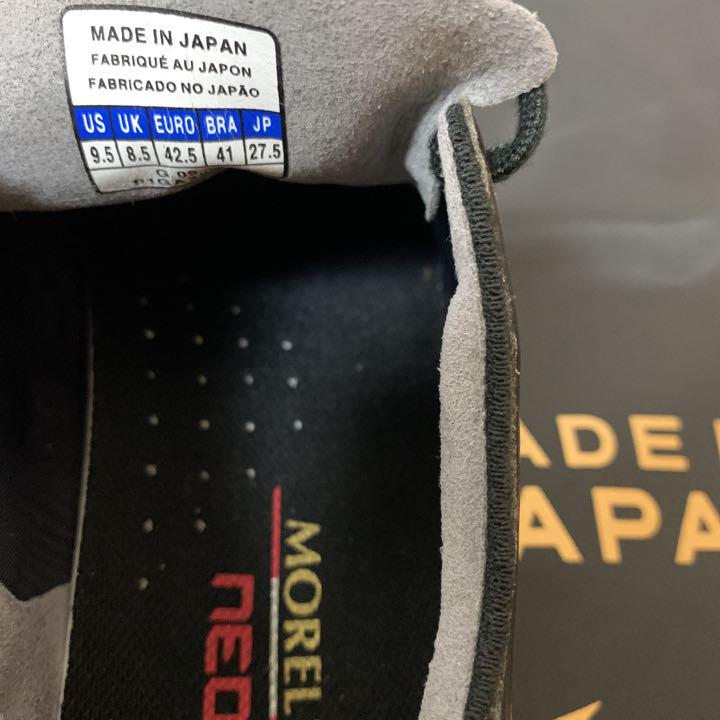 MADE IN JAPAN
FABRIQUÉ AU JAPON
FABRICADO NO JAPÃO
US UK EURO BRA JP
9.5 8.5 42.5 41 27.5
MOREL
NEO
ADE
APA